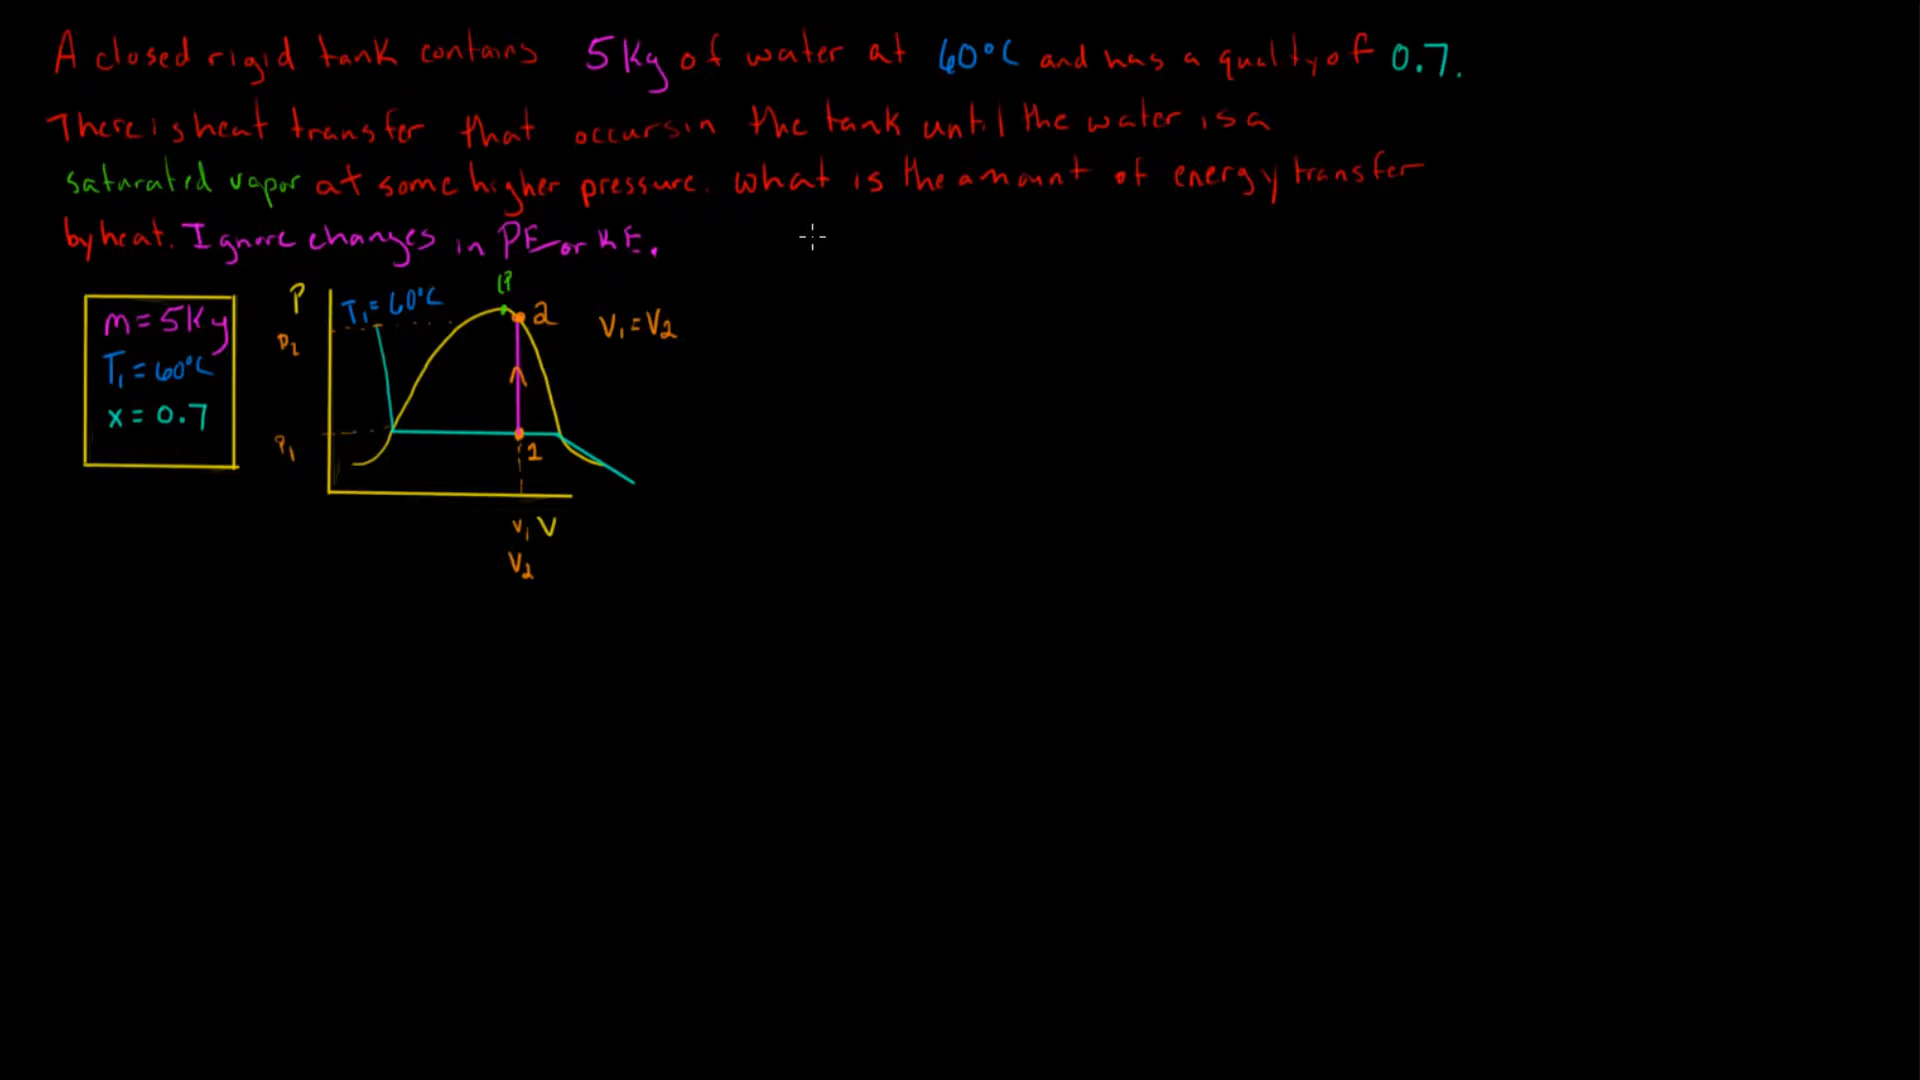 A closed rigid tank contains 5 Kg of water at 60°C and has a qualty of 0.7.
There is heat transfer that occurs in the tank until the water is a
saturated vapor at some higher pressure. What is the amount of energy transfer
by heat. Ignore changes in PE or KE.
m = 5 Kg
T₁ = 60°C
x = 0.7
P
T₁ = 60°C
CP
2
V₁ = V₂
P₂
P₁
1
V₁ V
V₂